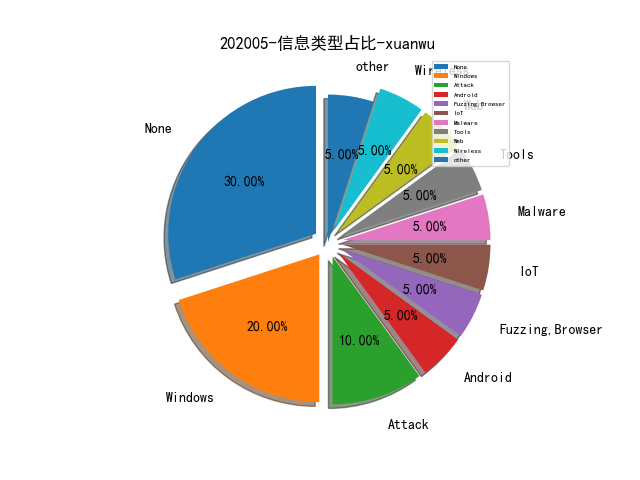 202005-信息类型占比-xuanwu
other
Wireless
Web
Tools
Malware
IoT
Fuzzing,Browser
Android
Attack
Windows
None
30.00%
20.00%
10.00%
5.00%
5.00%
5.00%
5.00%
5.00%
5.00%
5.00%
5.00%
None
Windows
Attack
Android
Fuzzing,Browser
IoT
Malware
Tools
Web
Wireless
other